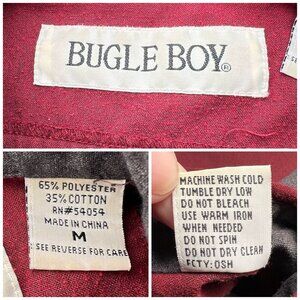 BUGLE BOY®
65% POLYESTER
35% COTTON
RN#54054
MADE IN CHINA
M
SEE REVERSE FOR CARE
MACHINE WASH COLD
TUMBLE DRY LOW
DO NOT BLEACH
USE WARM IRON
WHEN NEEDED
DO NOT SPIN
DO NOT DRY CLEAN
FCTY:OSH